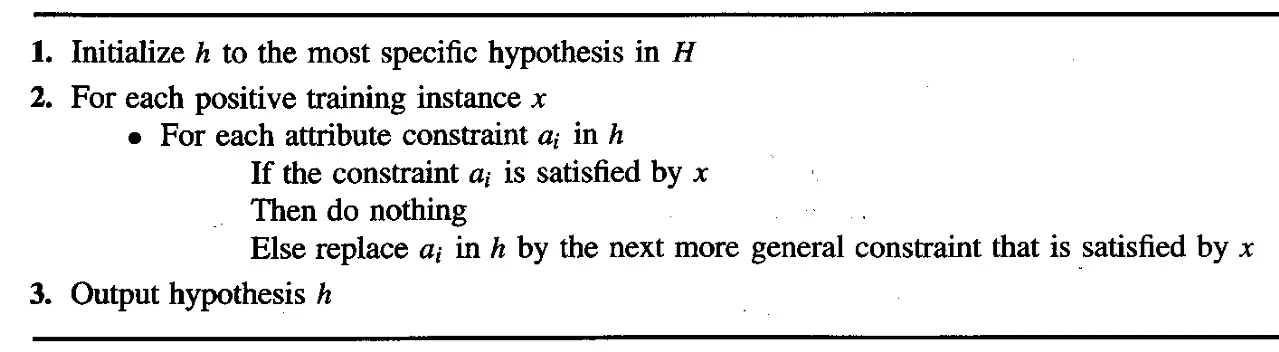 1. Initialize h to the most specific hypothesis in H
2. For each positive training instance x
• For each attribute constraint aᵢ in h
If the constraint aᵢ is satisfied by x
Then do nothing
Else replace aᵢ in h by the next more general constraint that is satisfied by x
3. Output hypothesis h